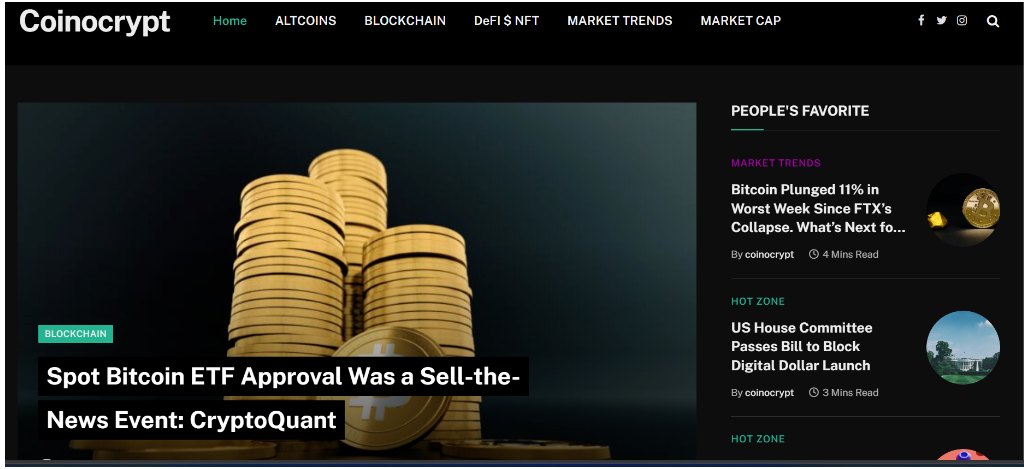 Coinocrypt
Home ALTCOINS BLOCKCHAIN DeFI $ NFT MARKET TRENDS MARKET CAP
BLOCKCHAIN
Spot Bitcoin ETF Approval Was a Sell-the-
News Event: CryptoQuant
PEOPLE'S FAVORITE
MARKET TRENDS
Bitcoin Plunged 11% in
Worst Week Since FTX's
Collapse. What's Next fo...
By coinocrypt 4 Mins Read
HOT ZONE
US House Committee
Passes Bill to Block
Digital Dollar Launch
By coinocrypt 3 Mins Read
HOT ZONE